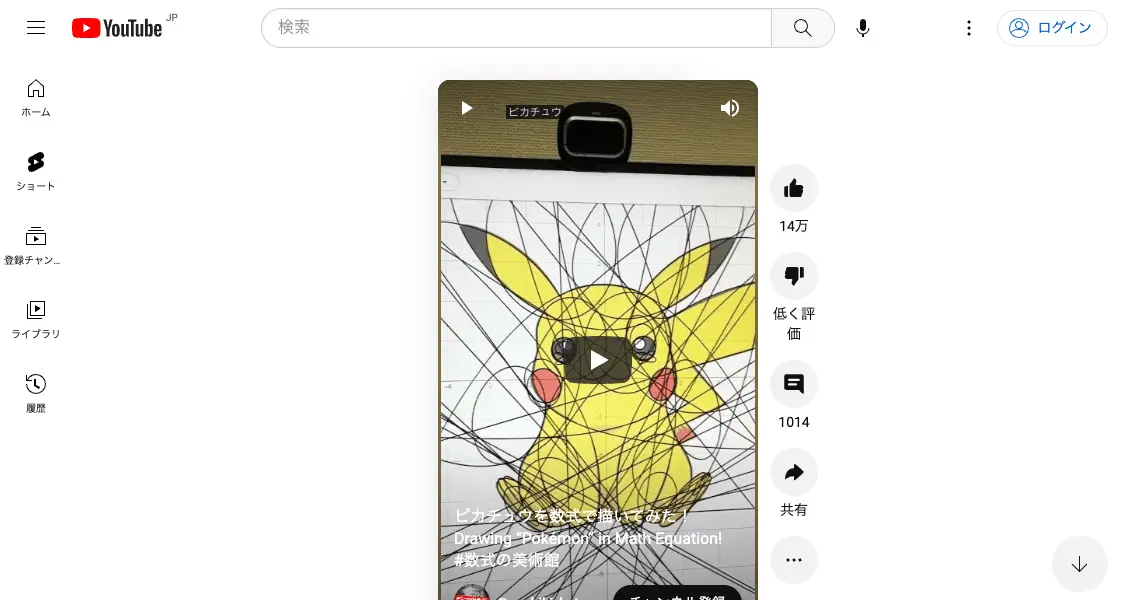 YouTube JP
検索
ログイン
ホーム
ショート
登録チャン...
ライブラリ
履歴
ピカチュウ
ピカチュウを数式で描いてみた！
Drawing "Pokémon" in Math Equation!
#数式の美術館
チャンネル登録
14万
低く評
価
1014
共有